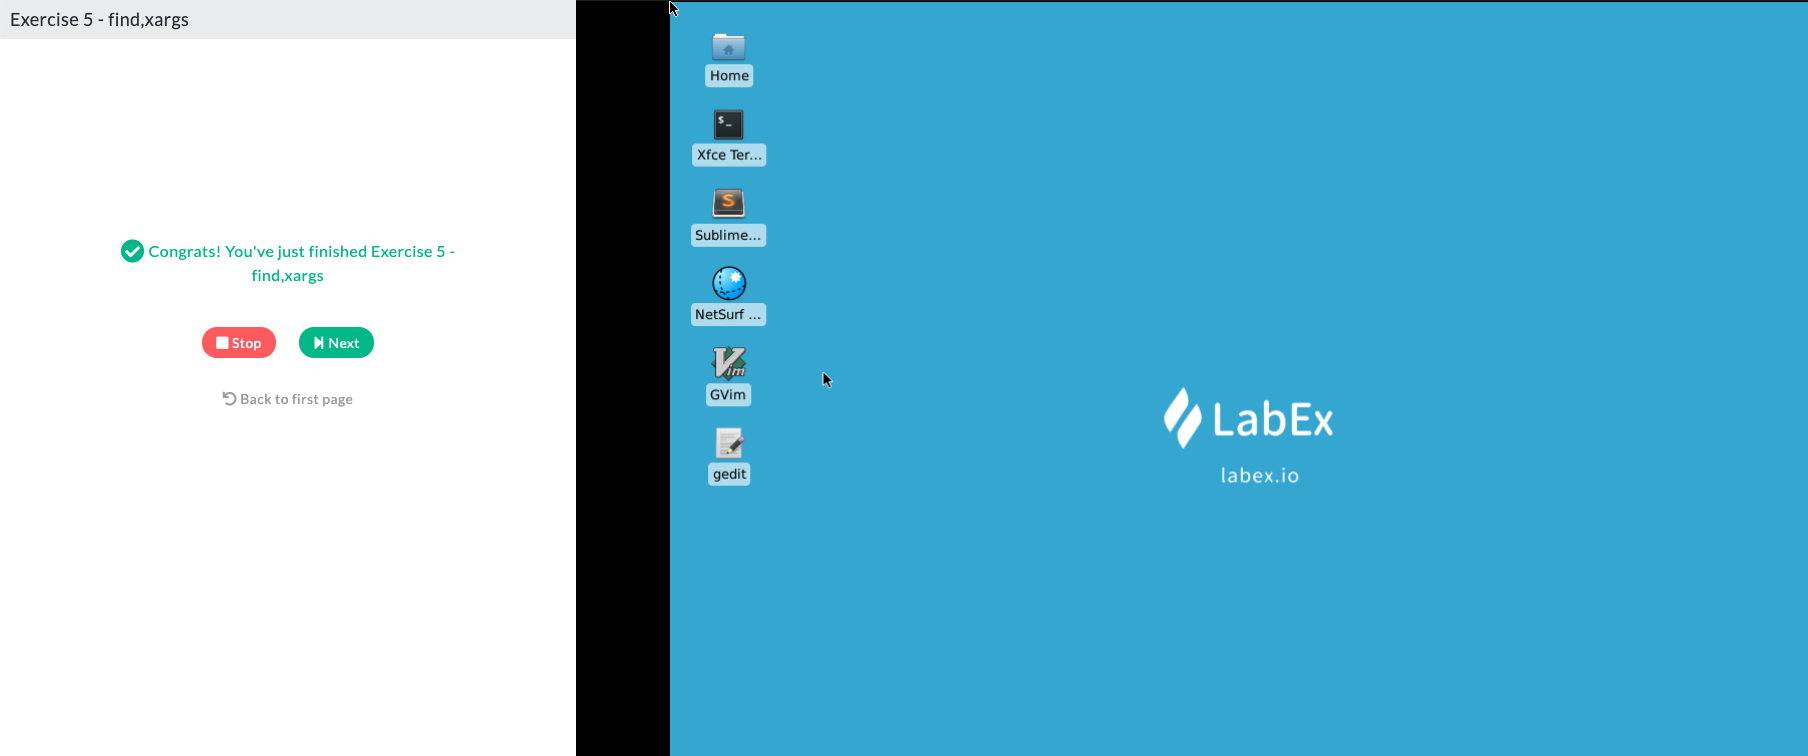 Exercise 5 - find,xargs
Congrats! You've just finished Exercise 5 -
find,xargs
Stop
Next
Back to first page
Home
$_
Xfce Ter...
S
Sublime...
NetSurf ...
Vim
GVim
gedit
LabEx
labex.io